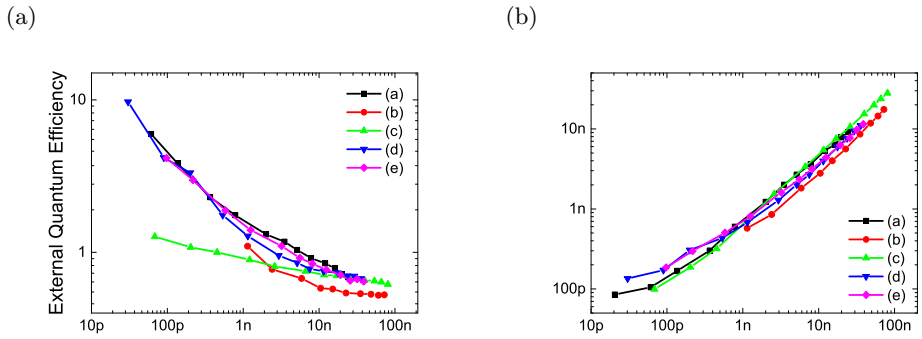 (a)
(b)
External Quantum Efficiency
10
1
(a)
(b)
(c)
(d)
(e)
10p 100p 1n 10n 100n
10n
1n
100p
(a)
(b)
(c)
(d)
(e)
10p 100p 1n 10n 100n